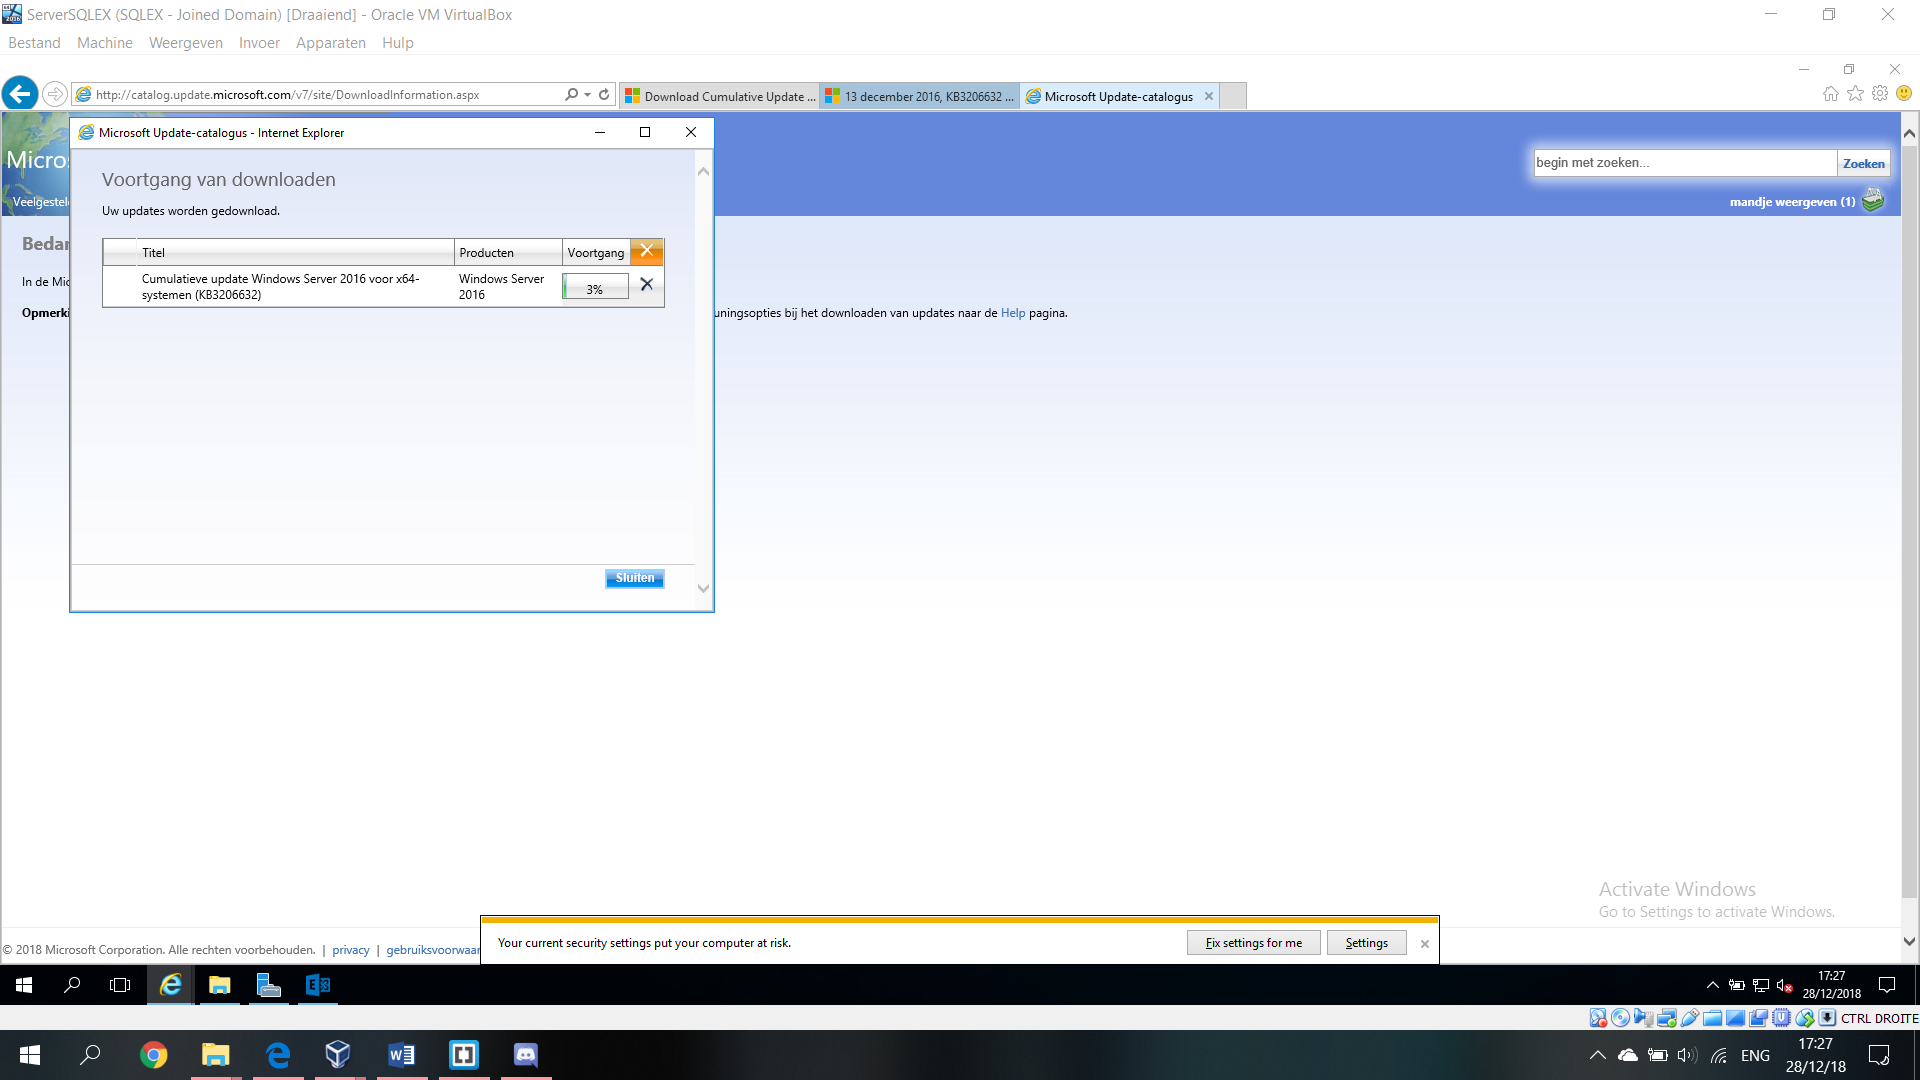 ServerSQLEX (SQLEX - Joined Domain) [Draaiend] - Oracle VM VirtualBox
Bestand Machine Weergeven Invoer Apparaten Hulp
http://catalog.update.microsoft.com/v7/site/DownloadInformation.aspx
Download Cumulative Update ...
13 december 2016, KB3206632 ...
Microsoft Update-catalogus
Microsoft Update-catalogus - Internet Explorer
Micros
Veelgestel
begin met zoeken...
Zoeken
mandje weergeven (1)
Voortgang van downloaden
Uw updates worden gedownload.
Titel Producten Voortgang
Cumulatieve update Windows Server 2016 voor x64-
systemen (KB3206632)
Windows Server
2016
3%
Sluiten
Bedan
In de Mic
Opmerki
uningsopties bij het downloaden van updates naar de Help pagina.
Activate Windows
Go to Settings to activate Windows.
© 2018 Microsoft Corporation. Alle rechten voorbehouden. | privacy | gebruiksvoorwaar
Your current security settings put your computer at risk.
Fix settings for me
Settings
17:27
28/12/2018
CTRL DROITE
ENG
17:27
28/12/18